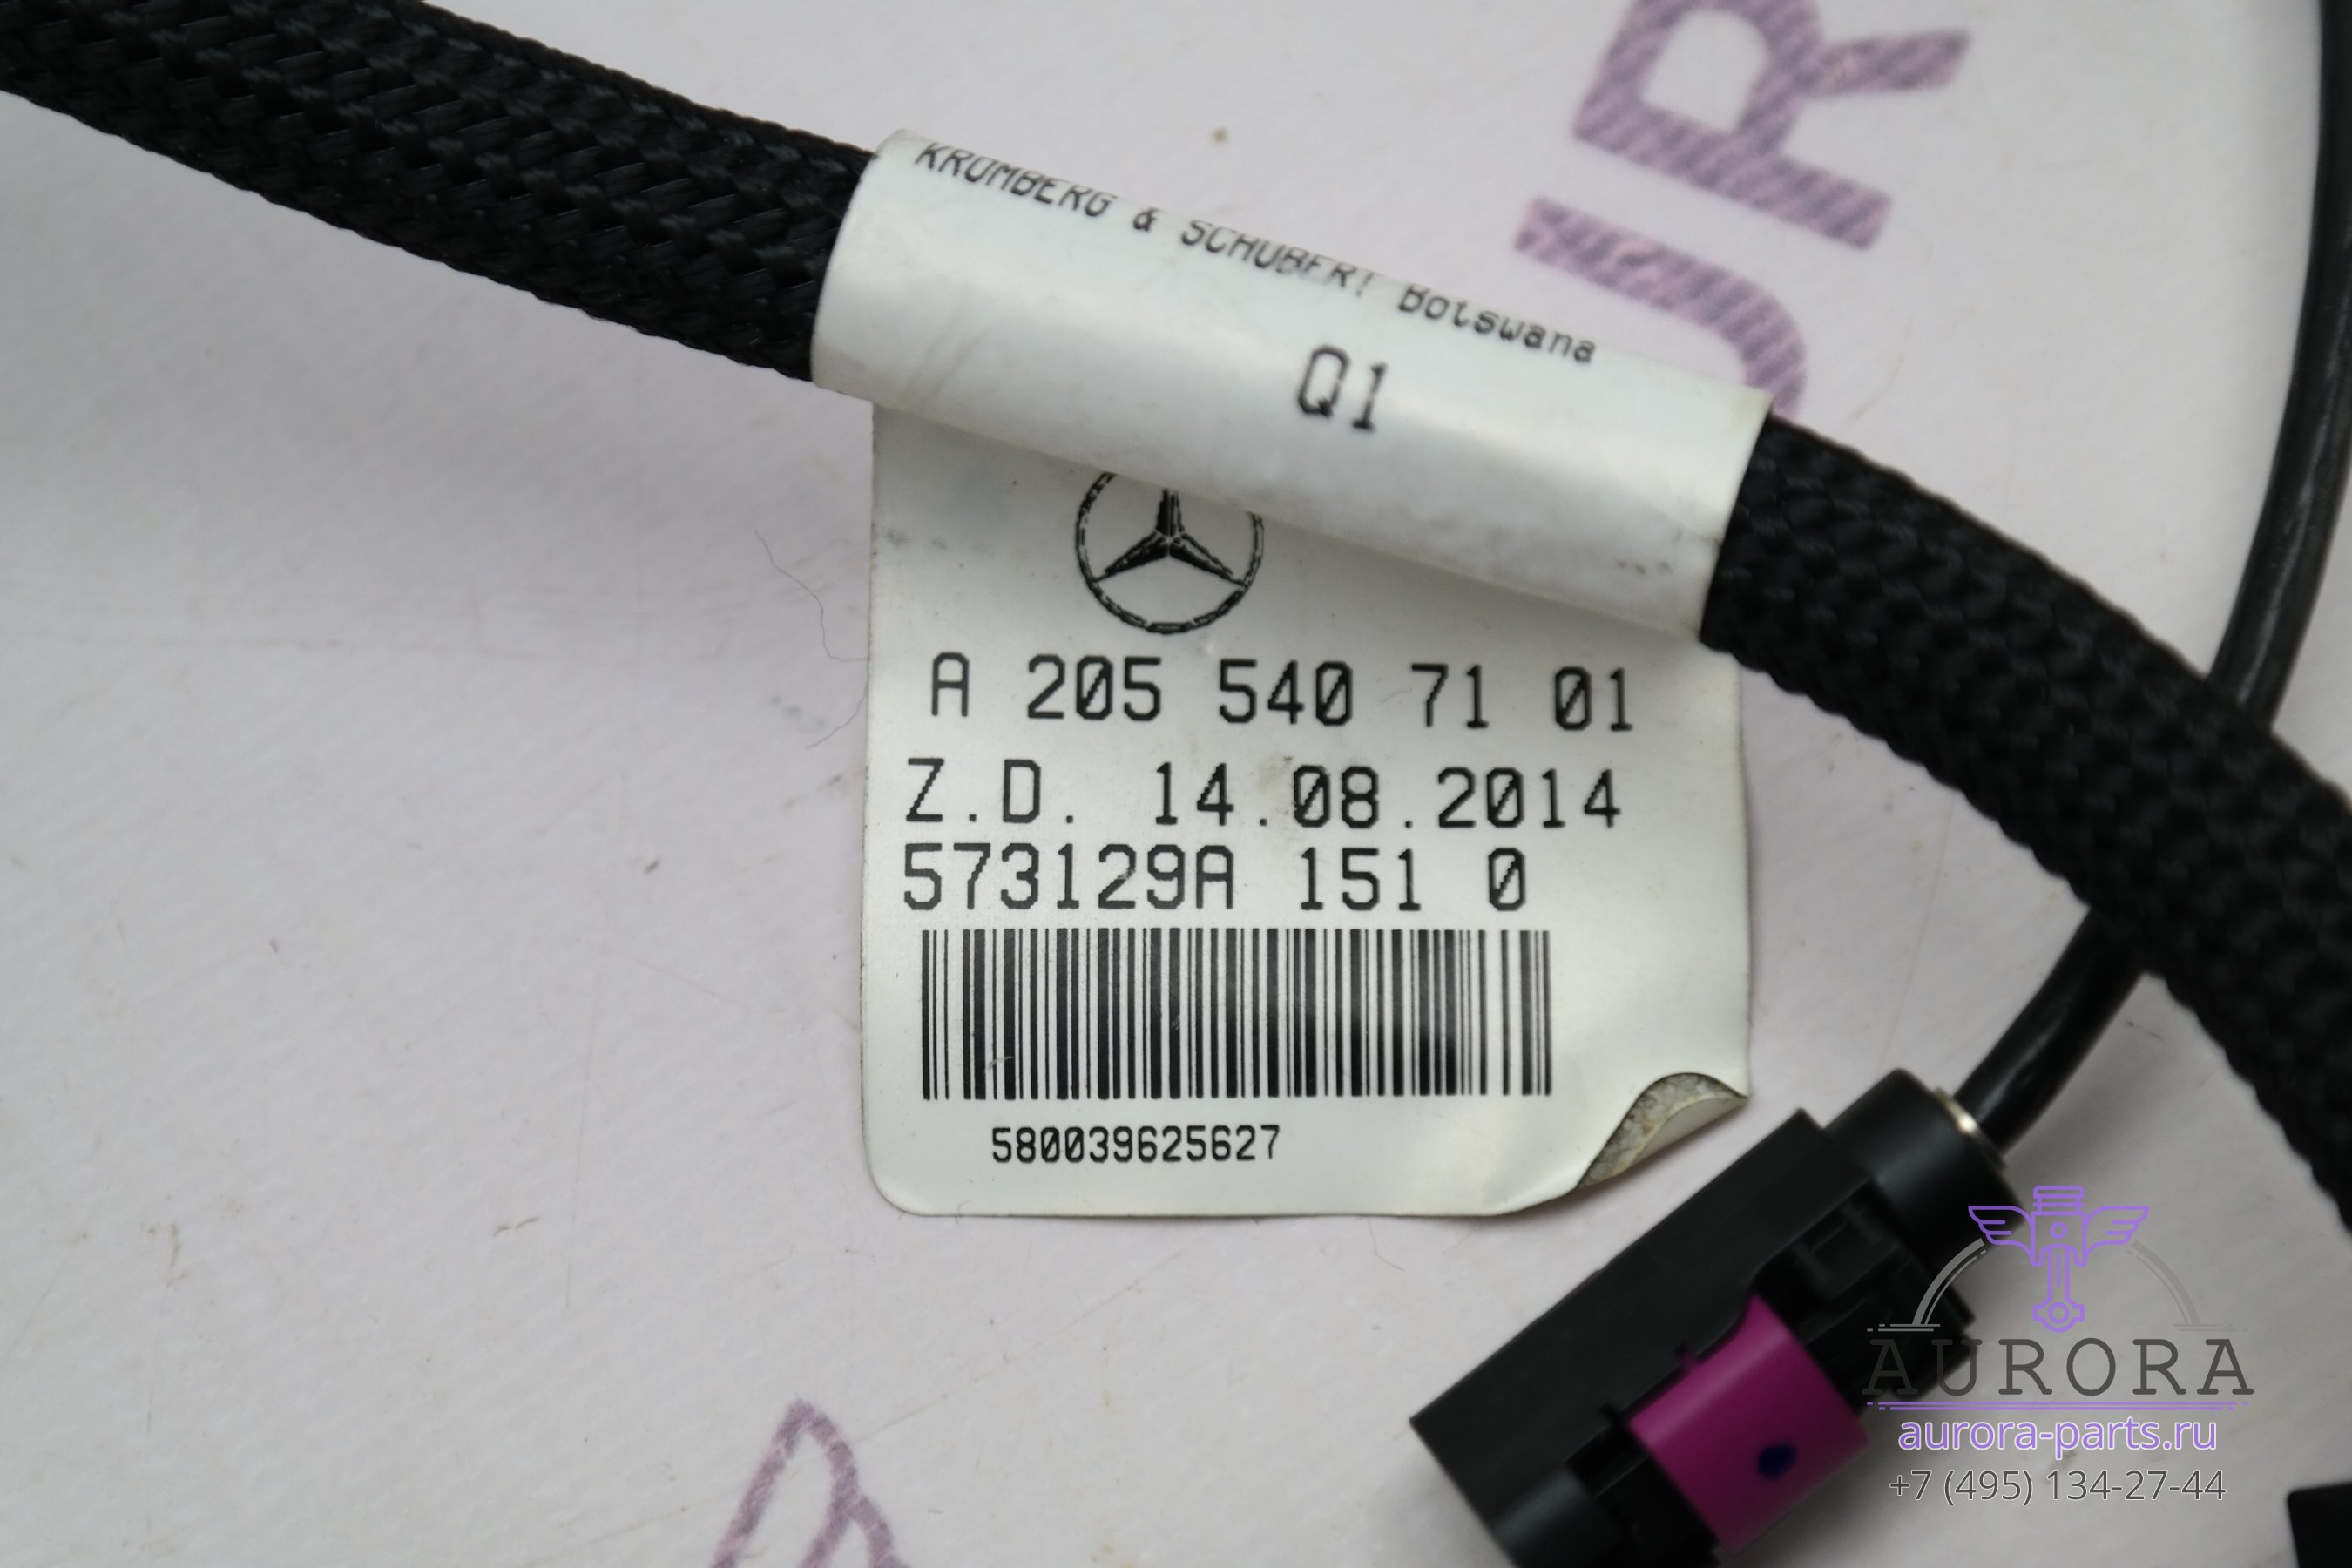 UR
KROMBERG & SCHUBERT Botswana
Q1
A 205 540 71 01
Z.D. 14.08.2014
573129A 151 0
580039625627
AURORA
aurora-parts.ru
+7 (495) 134-27-44